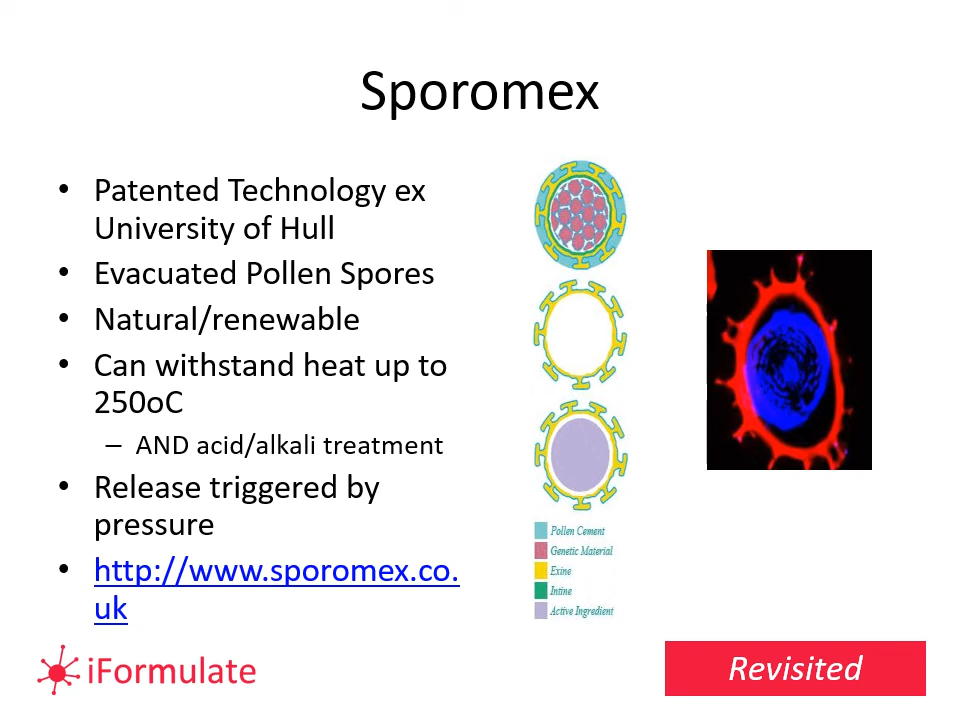 Sporomex
• Patented Technology ex
University of Hull
• Evacuated Pollen Spores
• Natural/renewable
• Can withstand heat up to
250oC
– AND acid/alkali treatment
• Release triggered by
pressure
• http://www.sporomex.co.
uk
Pollen Cement
Genetic Material
Exine
Intine
Active Ingredient
iFormulate
Revisited